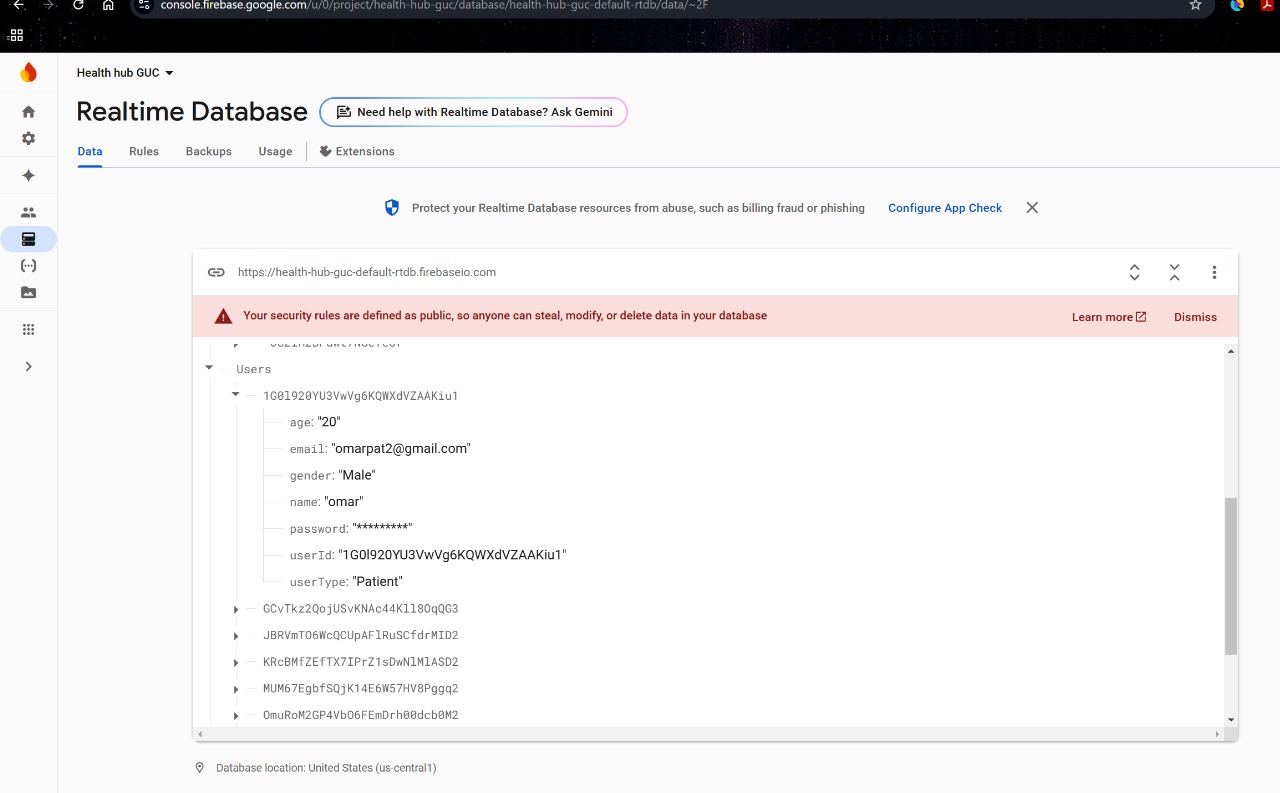 console.firebase.google.com/u/0/project/health-hub-guc/database/health-hub-guc-default-rtdb/data/~2F
Health hub GUC
Realtime Database
Need help with Realtime Database? Ask Gemini
Data Rules Backups Usage Extensions
Protect your Realtime Database resources from abuse, such as billing fraud or phishing Configure App Check
https://health-hub-guc-default-rtdb.firebaseio.com
Your security rules are defined as public, so anyone can steal, modify, or delete data in your database Learn more Dismiss
Users
1G0l920YU3VwVg6KQWXdVZAAKiu1
age: "20"
email: "omarpat2@gmail.com"
gender: "Male"
name: "omar"
password: "*********"
userId: "1G0l920YU3VwVg6KQWXdVZAAKiu1"
userType: "Patient"
GCvTkz2QojUSvKNAc44Kll8OqQG3
JBRVmTO6WcQCUpAFlRuSCfdrMID2
KRcBMfZEfTX7IPrZ1sDwNlMlASD2
MUM67EgbfSQjK14E6W57HV8Pggq2
OmuRoM2GP4VbO6FEmDrh00dcb0M2
Database location: United States (us-central1)